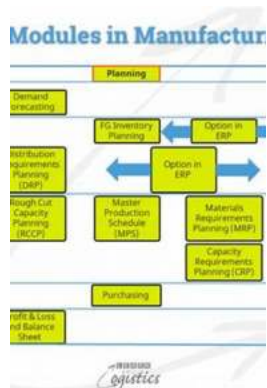 Modules in Manufactur
Planning
Demand
orecasting
FG Inventory
Planning
Option in
ERP
istribution
equirements
Planning
(DRP)
Option in
ERP
ough Cut
Capacity
Planning
(RCCP)
Master
Production
Schedule
(MPS)
Materials
Requirements
Planning (MRP)
Capacity
Requirements
Planning (CRP)
Purchasing
rofit & Loss
nd Balance
Sheet
Logistics